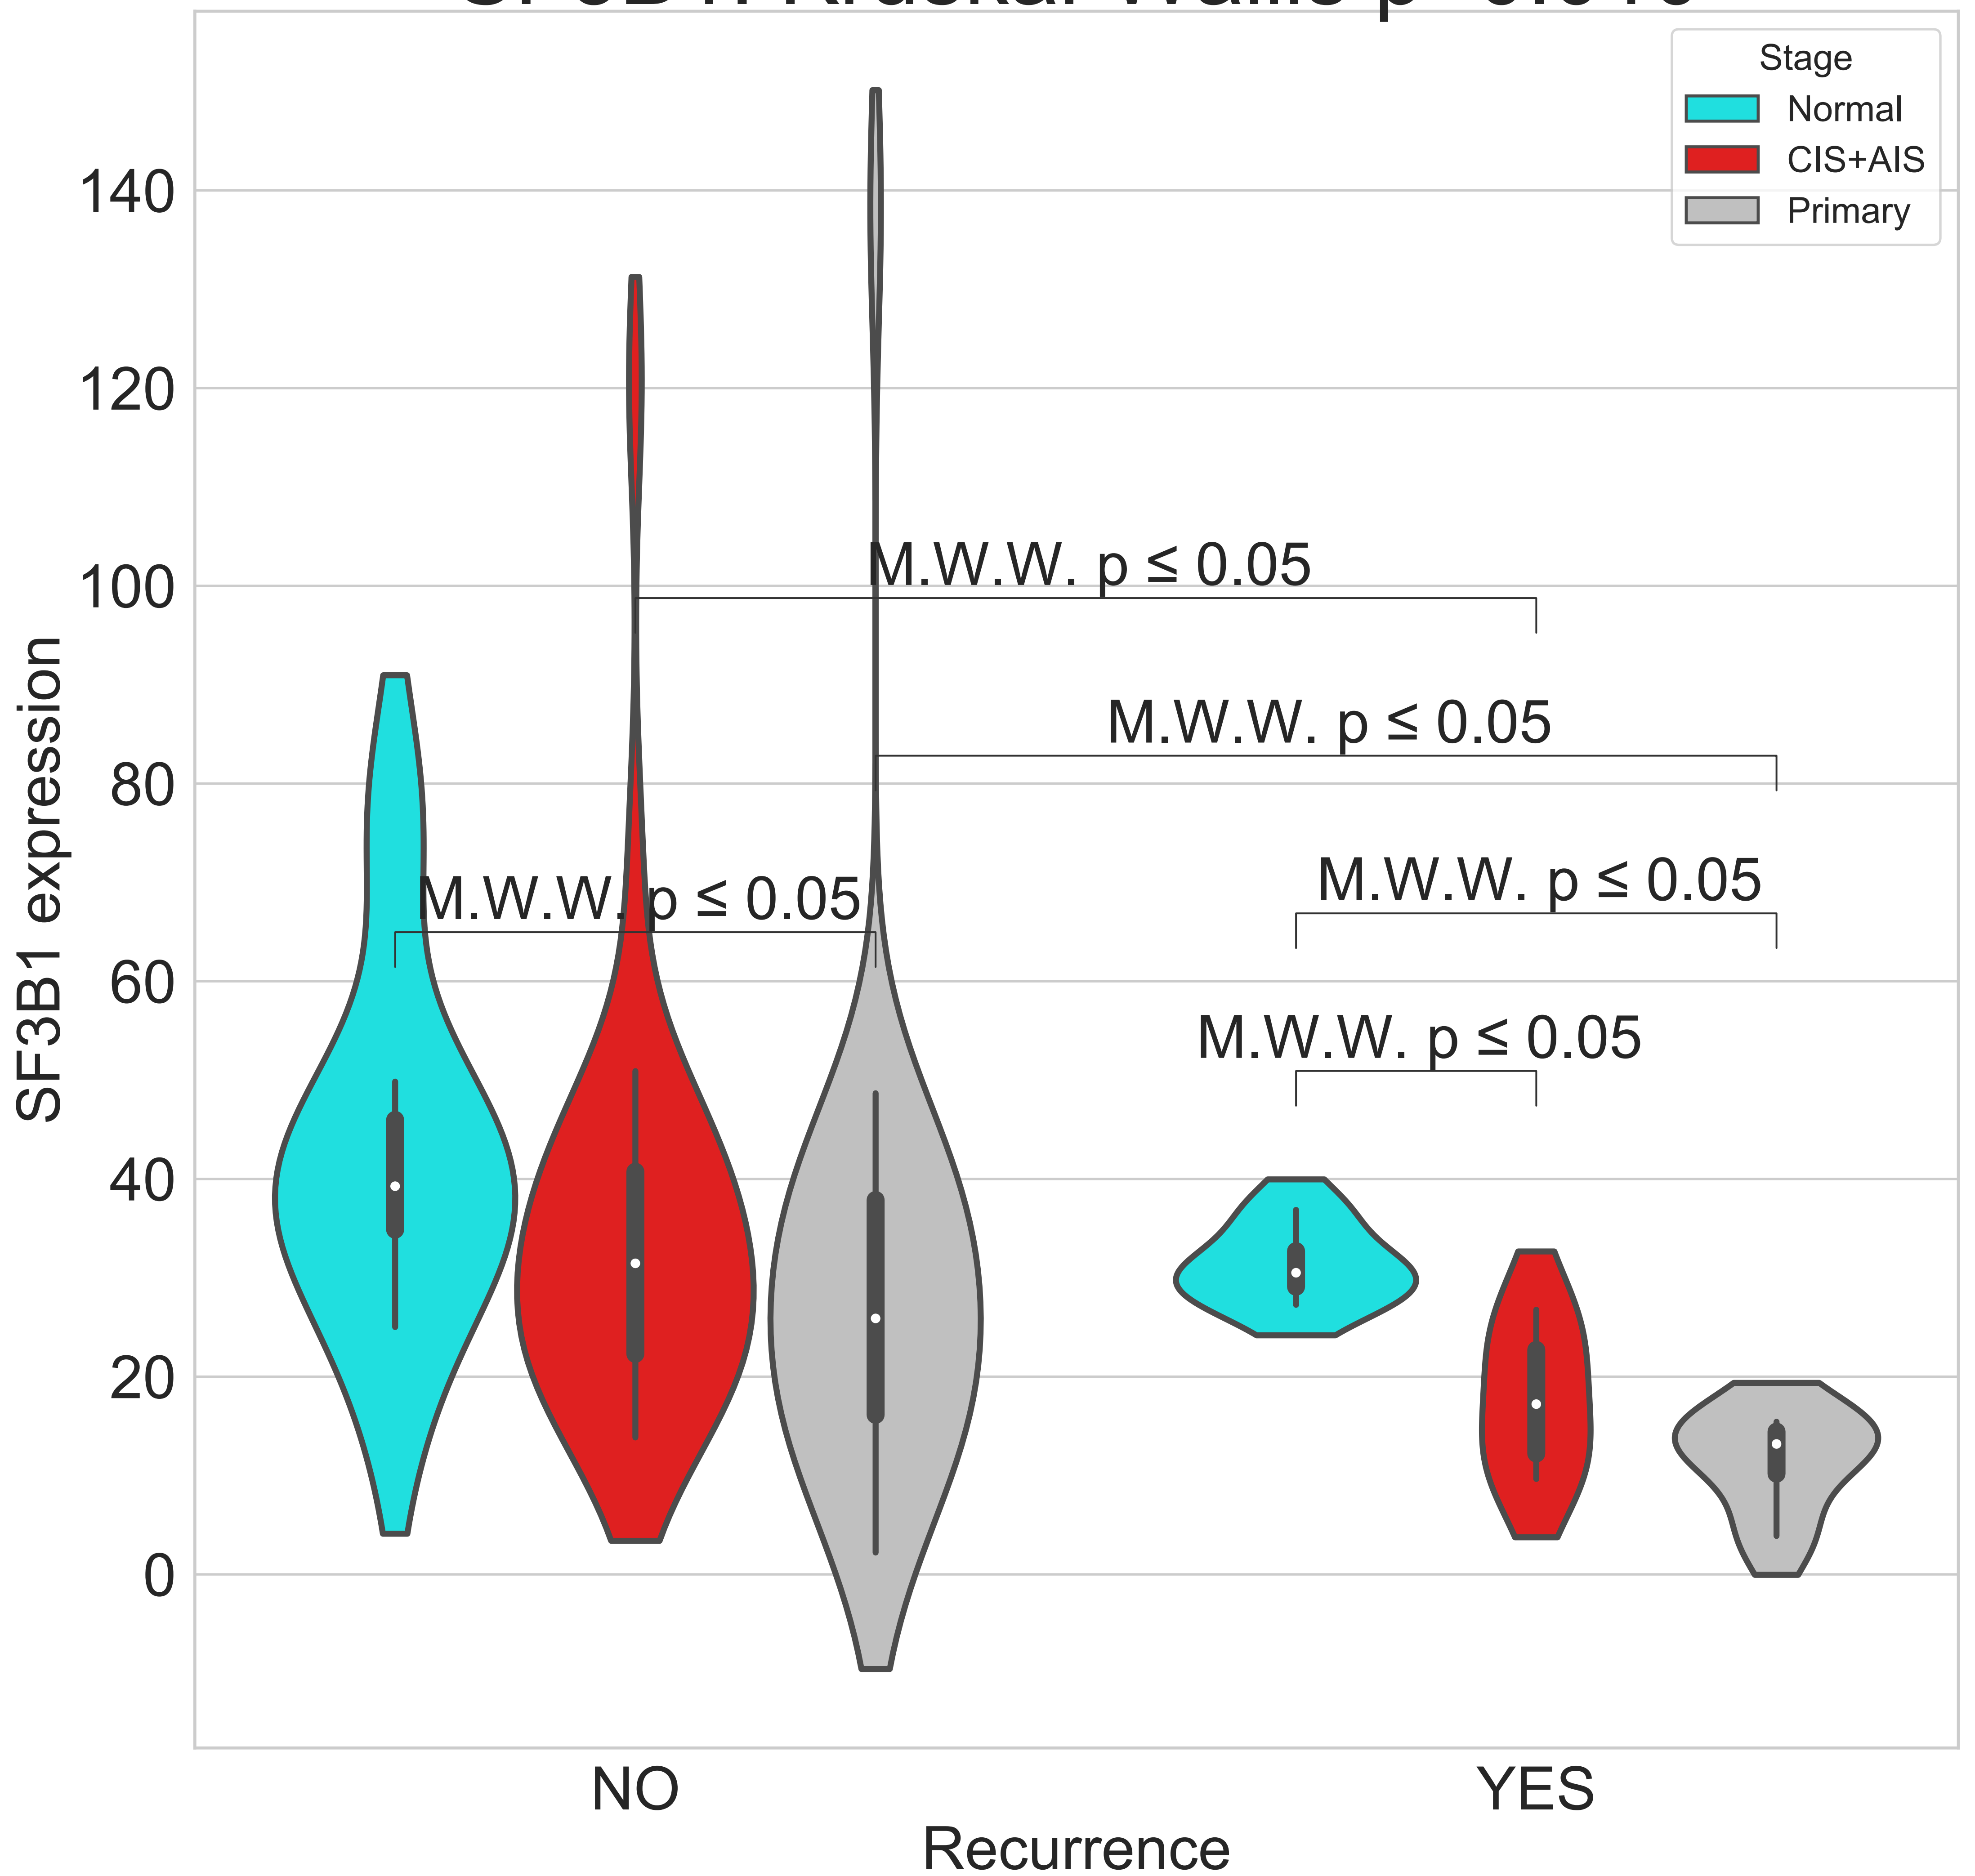 Stage
Normal
CIS+AIS
Primary
140
120
100
80
60
40
20
0
SF3B1 expression
M.W.W. p ≤ 0.05
M.W.W. p ≤ 0.05
M.W.W. p ≤ 0.05
M.W.W. p ≤ 0.05
M.W.W. p ≤ 0.05
NO
YES
Recurrence